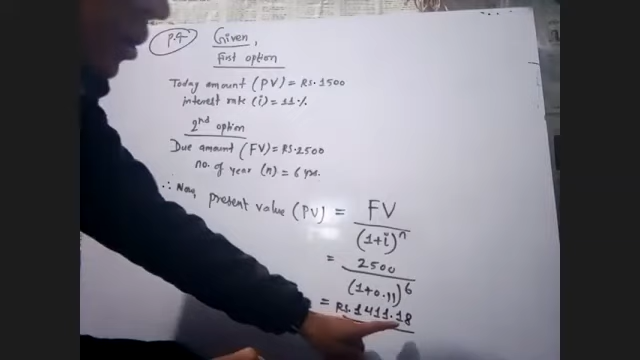 P.4
Given,
First option
Today amount (PV) = Rs. 1500
interest rate (i) = 11%
2nd option
Due amount (FV) = Rs. 2500
no. of year (n) = 6 yrs.
∴ Now, present value (PV) = FV
(1+i)^n
= 2500
(1+0.11)^6
= Rs. 1411.18